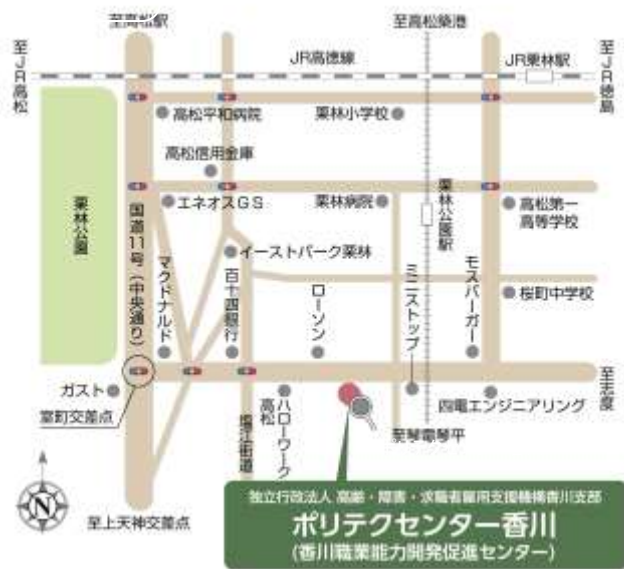 至高松駅
至高松築港
至JR高松
JR高徳線
JR栗林駅
至JR徳島
高松平和病院
栗林小学校
高松信用金庫
栗林公園
国道11号（中央通り）
エネオスGS
栗林病院
栗林公園駅
高松第一
高等学校
イーストパーク栗林
マクドナルド
百十四銀行
ローソン
ミニストップ
モスバーガー
桜町中学校
ガスト
室町交差点
塩江街道
ハローワーク
高松
四電エンジニアリング
至志度
至琴電琴平
N
至上天神交差点
独立行政法人 高齢・障害・求職者雇用支援機構香川支部
ポリテクセンター香川
(香川職業能力開発促進センター)